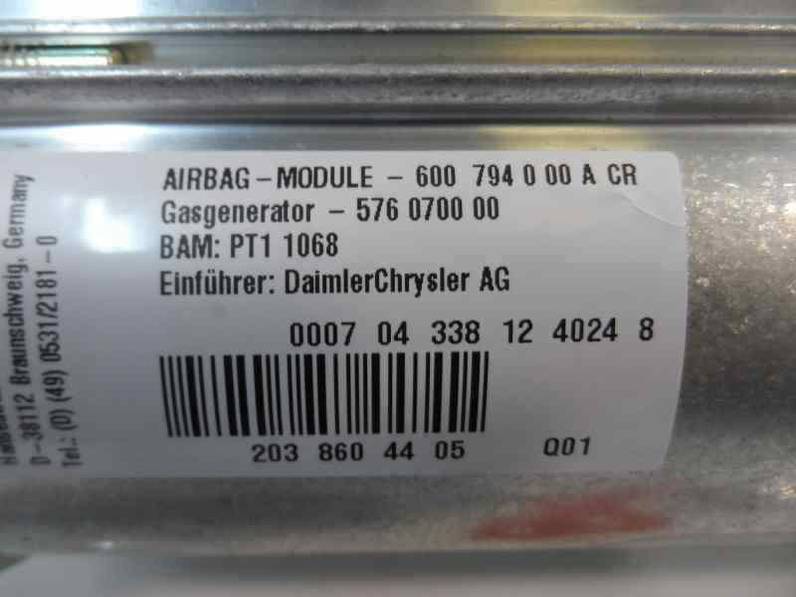 AIRBAG - MODULE - 600 794 0 00 A CR
Gasgenerator - 576 0700 00
BAM: PT1 1068
Einführer: DaimlerChrysler AG
0007 04 338 12 4024 8
203 860 44 05 Q01
D-38112 Braunschweig, Germany
Tel.: (0) (49) 0531/2181-0